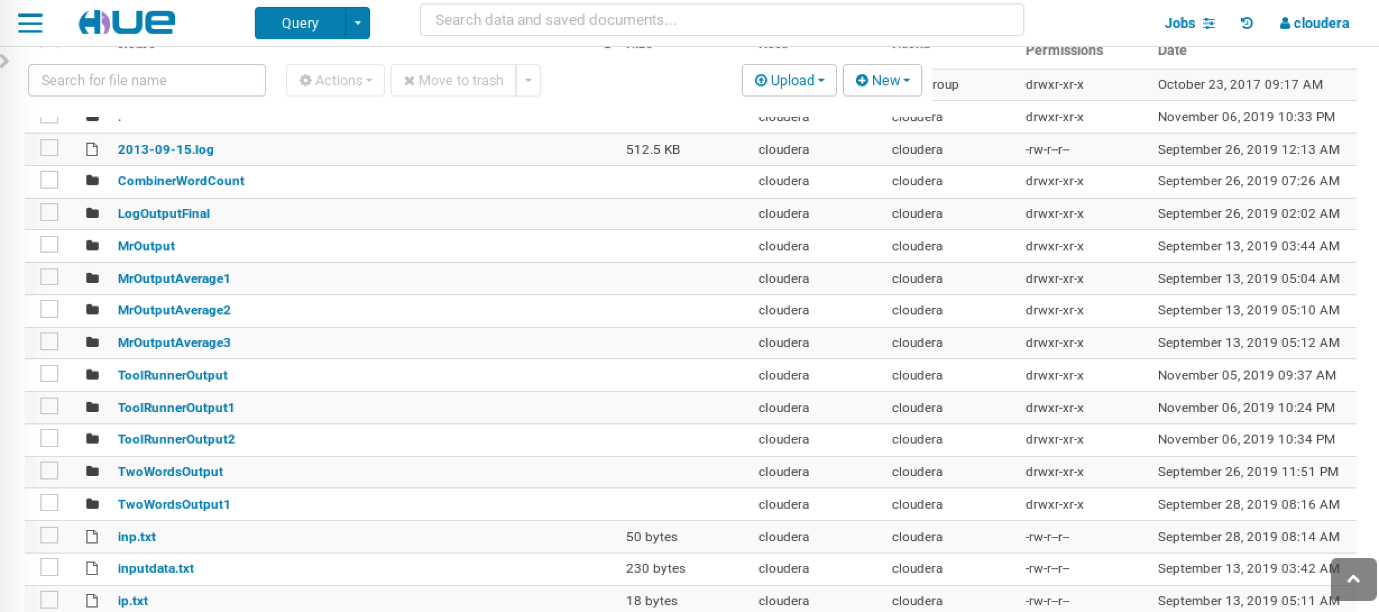 HUE Query Search data and saved documents... Jobs cloudera
Permissions Date
Search for file name Actions Move to trash Upload New
roup drwxr-xr-x October 23, 2017 09:17 AM
. cloudera cloudera drwxr-xr-x November 06, 2019 10:33 PM
2013-09-15.log 512.5 KB cloudera cloudera -rw-r--r-- September 26, 2019 12:13 AM
CombinerWordCount cloudera cloudera drwxr-xr-x September 26, 2019 07:26 AM
LogOutputFinal cloudera cloudera drwxr-xr-x September 26, 2019 02:02 AM
MrOutput cloudera cloudera drwxr-xr-x September 13, 2019 03:44 AM
MrOutputAverage1 cloudera cloudera drwxr-xr-x September 13, 2019 05:04 AM
MrOutputAverage2 cloudera cloudera drwxr-xr-x September 13, 2019 05:10 AM
MrOutputAverage3 cloudera cloudera drwxr-xr-x September 13, 2019 05:12 AM
ToolRunnerOutput cloudera cloudera drwxr-xr-x November 05, 2019 09:37 AM
ToolRunnerOutput1 cloudera cloudera drwxr-xr-x November 06, 2019 10:24 PM
ToolRunnerOutput2 cloudera cloudera drwxr-xr-x November 06, 2019 10:34 PM
TwoWordsOutput cloudera cloudera drwxr-xr-x September 26, 2019 11:51 PM
TwoWordsOutput1 cloudera cloudera drwxr-xr-x September 28, 2019 08:16 AM
inp.txt 50 bytes cloudera cloudera -rw-r--r-- September 28, 2019 08:14 AM
inputdata.txt 230 bytes cloudera cloudera -rw-r--r-- September 13, 2019 03:42 AM
ip.txt 18 bytes cloudera cloudera -rw-r--r-- September 13, 2019 05:11 AM